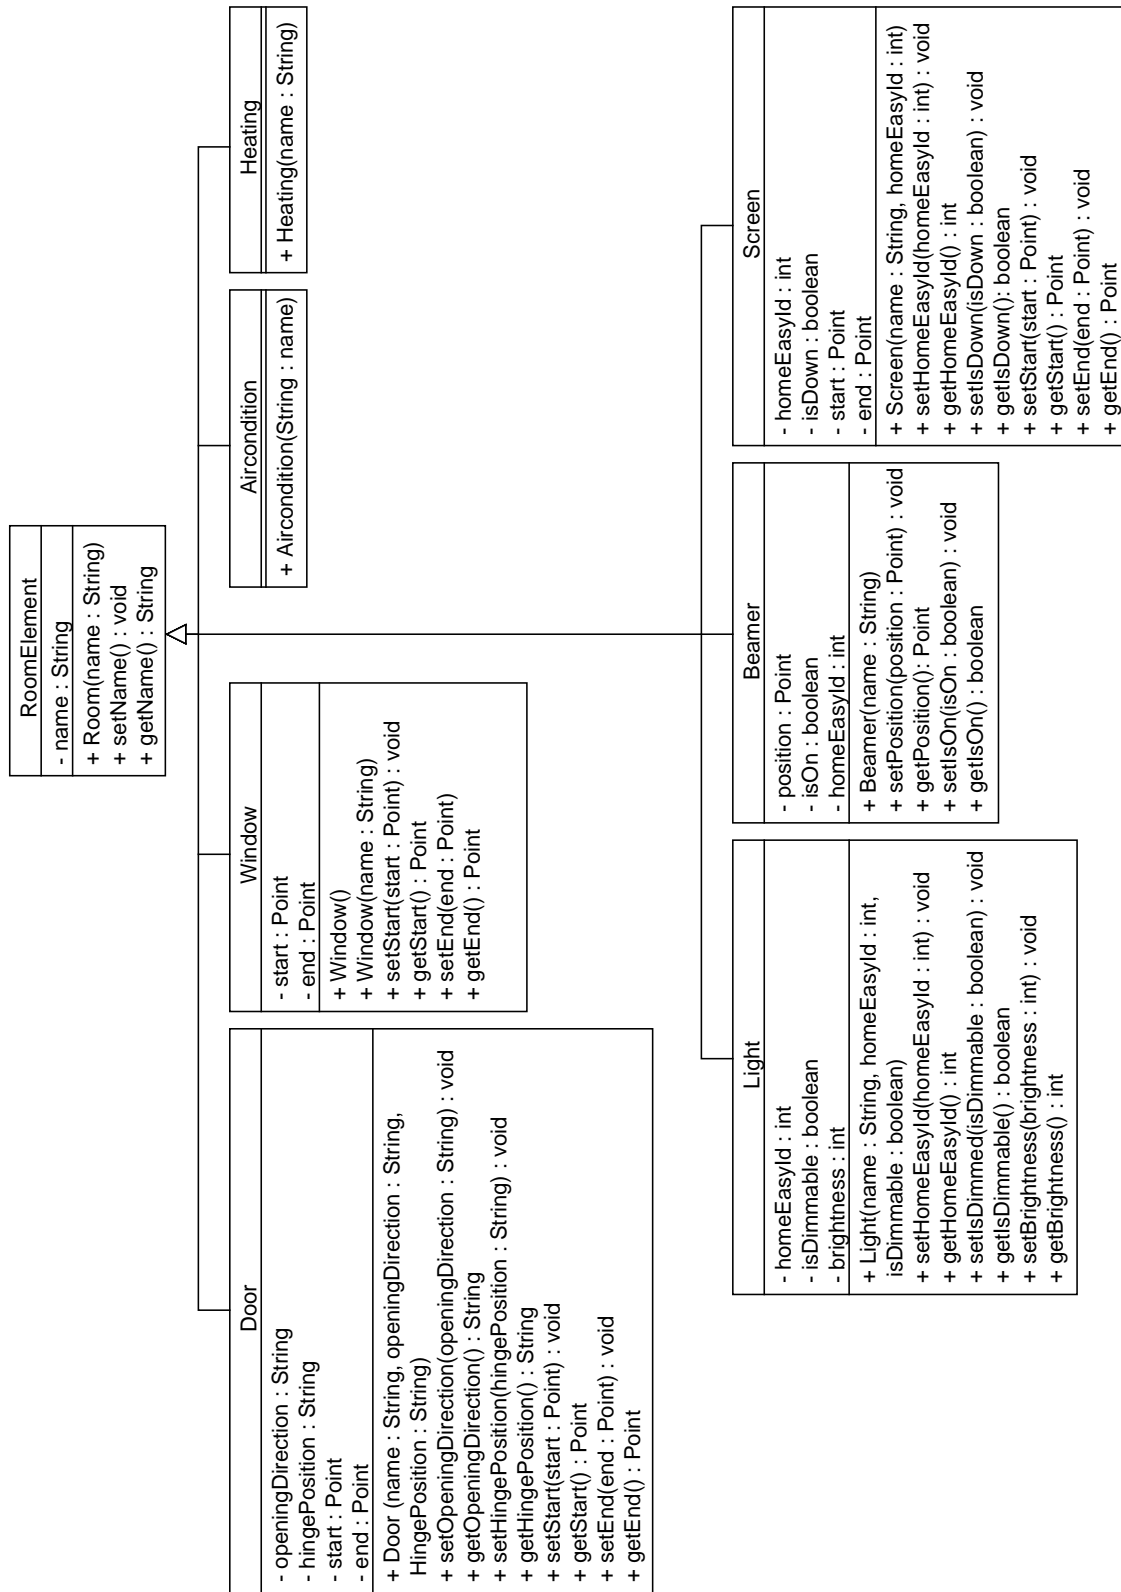 RoomElement
- name : String
+ Room(name : String)
+ setName() : void
+ getName() : String
Door
- openingDirection : String
- hingePosition : String
- start : Point
- end : Point
+ Door (name : String, openingDirection : String,
HingePosition : String)
+ setOpeningDirection(openingDirection : String) : void
+ getOpeningDirection() : String
+ setHingePosition(hingePosition : String) : void
+ getHingePosition() : String
+ setStart(start : Point) : void
+ getStart() : Point
+ setEnd(end : Point) : void
+ getEnd() : Point
Window
- start : Point
- end : Point
+ Window()
+ Window(name : String)
+ setStart(start : Point) : void
+ getStart() : Point
+ setEnd(end : Point)
+ getEnd() : Point
Aircondition
+ Aircondition(String : name)
Heating
+ Heating(name : String)
Light
- homeEasyId : int
- isDimmable : boolean
- brightness : int
+ Light(name : String, homeEasyId : int,
isDimmable : boolean)
+ setHomeEasyId(homeEasyId : int) : void
+ getHomeEasyId() : int
+ setIsDimmed(isDimmable : boolean) : void
+ getIsDimmable() : boolean
+ setBrightness(brightness : int) : void
+ getBrightness() : int
Beamer
- position : Point
- isOn : boolean
- homeEasyId : int
+ Beamer(name : String)
+ setPosition(position : Point) : void
+ getPosition(): Point
+ setIsOn(isOn : boolean) : void
+ getIsOn() : boolean
Screen
- homeEasyId : int
- isDown : boolean
- start : Point
- end : Point
+ Screen(name : String, homeEasyId : int)
+ setHomeEasyId(homeEasyId : int) : void
+ getHomeEasyId() : int
+ setIsDown(isDown : boolean) : void
+ getIsDown(): boolean
+ setStart(start : Point) : void
+ getStart() : Point
+ setEnd(end : Point) : void
+ getEnd() : Point